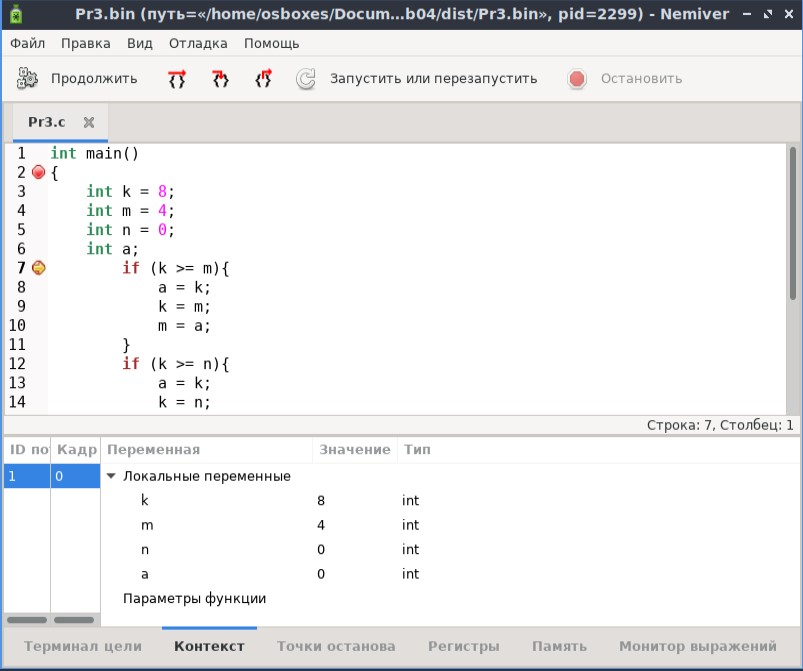 Pr3.bin (путь=«/home/osboxes/Docum...b04/dist/Pr3.bin», pid=2299) - Nemiver
Файл Правка Вид Отладка Помощь
Продолжить Запустить или перезапустить Остановить
Pr3.c
1 int main()
2 {
3 int k = 8;
4 int m = 4;
5 int n = 0;
6 int a;
7 if (k >= m){
8 a = k;
9 k = m;
10 m = a;
11 }
12 if (k >= n){
13 a = k;
14 k = n;
Строка: 7, Столбец: 1
ID по Кадр Переменная Значение Тип
1 0 Локальные переменные
k 8 int
m 4 int
n 0 int
a 0 int
Параметры функции
Терминал цели Контекст Точки останова Регистры Память Монитор выражений